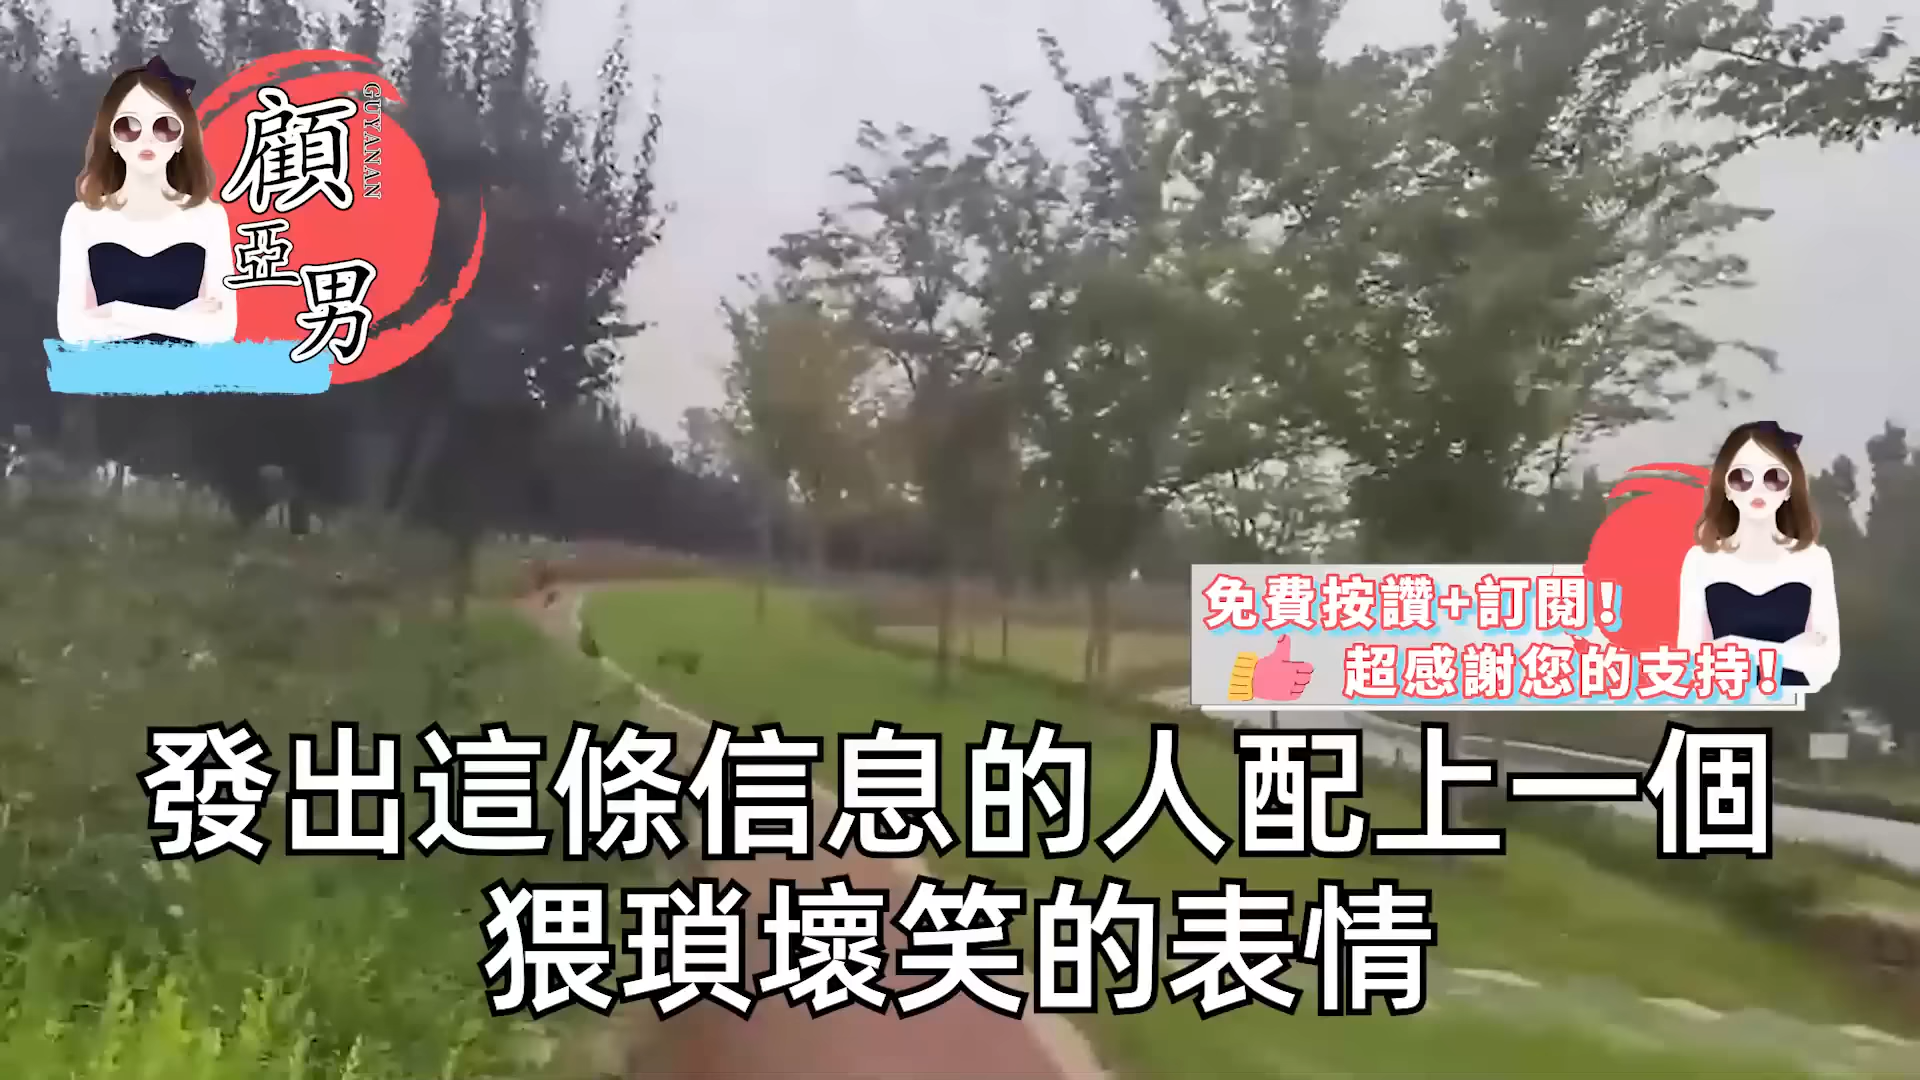 顧亞男
GUYANAN
免費按讚+訂閱!
超感謝您的支持!
發出這條信息的人配上一個
猥瑣壞笑的表情